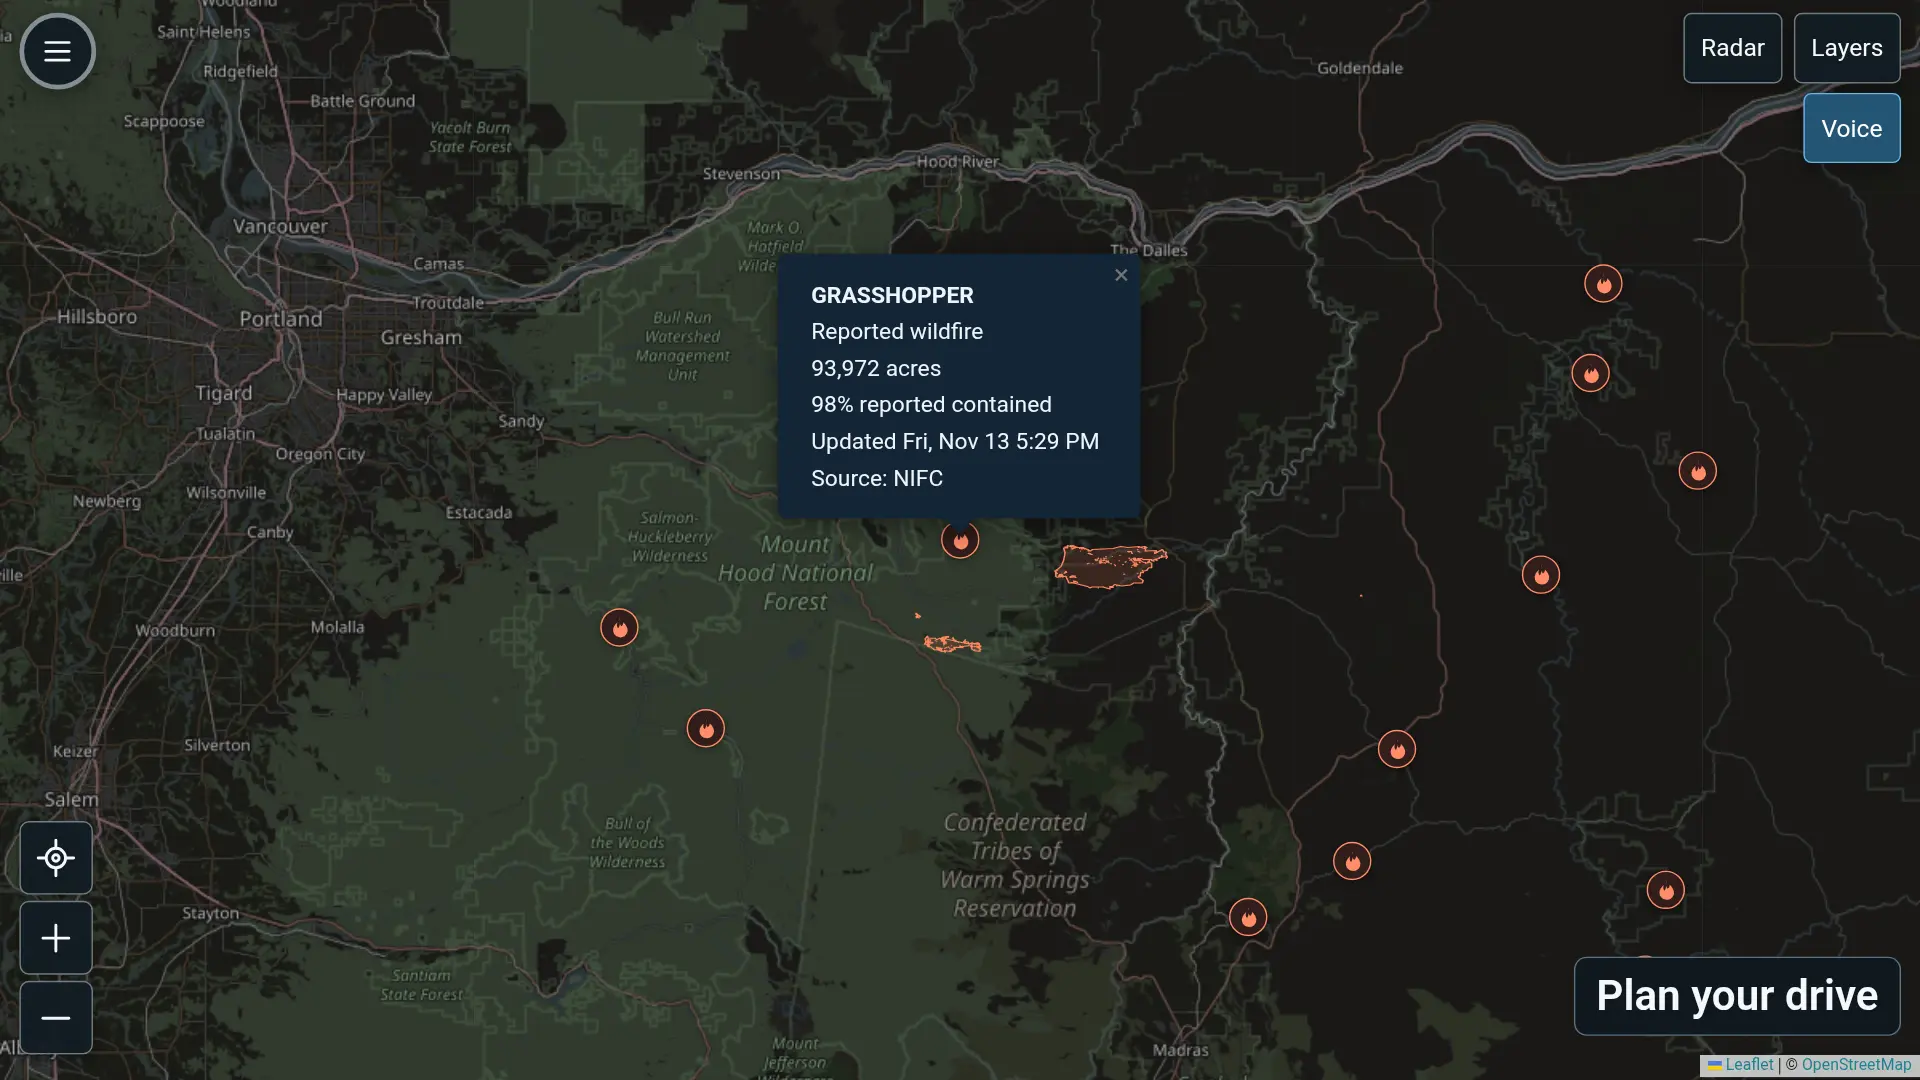 Woodland
Saint Helens
Ridgefield
Battle Ground
Scappoose
Yacolt Burn
State Forest
Goldendale
Radar
Layers
Voice
Stevenson
Hood River
Vancouver
Camas
Troutdale
Mark O.
Hatfield
Wilde
The Dalles
Hillsboro
Portland
Gresham
Bull Run
Watershed
Management
Unit
GRASSHOPPER
Reported wildfire
93,972 acres
98% reported contained
Updated Fri, Nov 13 5:29 PM
Source: NIFC
×
Tigard
Happy Valley
Tualatin
Sandy
Oregon City
Wilsonville
Newberg
Canby
Estacada
Salmon-
Huckleberry
Wilderness
Mount
Hood National
Forest
ville
Woodburn
Molalla
Keizer
Silverton
Salem
Bull of
the Woods
Wilderness
Confederated
Tribes of
Warm Springs
Reservation
Stayton
Santiam
State Forest
Mount
Jefferson
Wilderness
Madras
Plan your drive
Leaflet | © OpenStreetMap